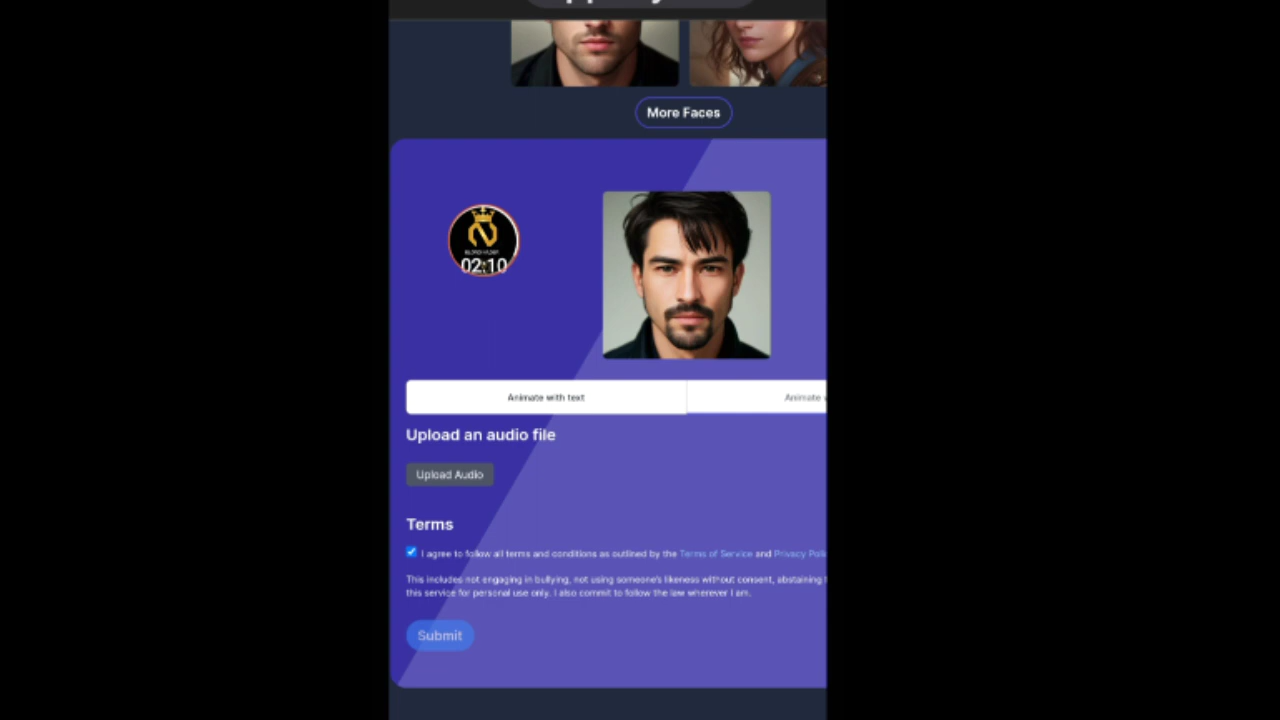 More Faces
02:10
Animate with text
Animate
Upload an audio file
Upload Audio
Terms
I agree to follow all terms and conditions as outlined by the Terms of Service and Privacy
This includes not engaging in bullying, not using someone's likeness without consent, abstaining
this service for personal use only. I also commit to follow the law wherever I am.
Submit